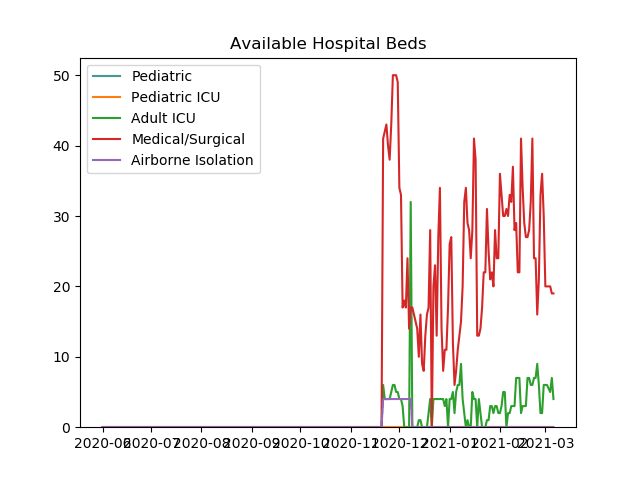 Available Hospital Beds
50
40
30
20
10
0
Pediatric
Pediatric ICU
Adult ICU
Medical/Surgical
Airborne Isolation
2020-06 2020-07 2020-08 2020-09 2020-10 2020-11 2020-12 2021-01 2021-02 2021-03